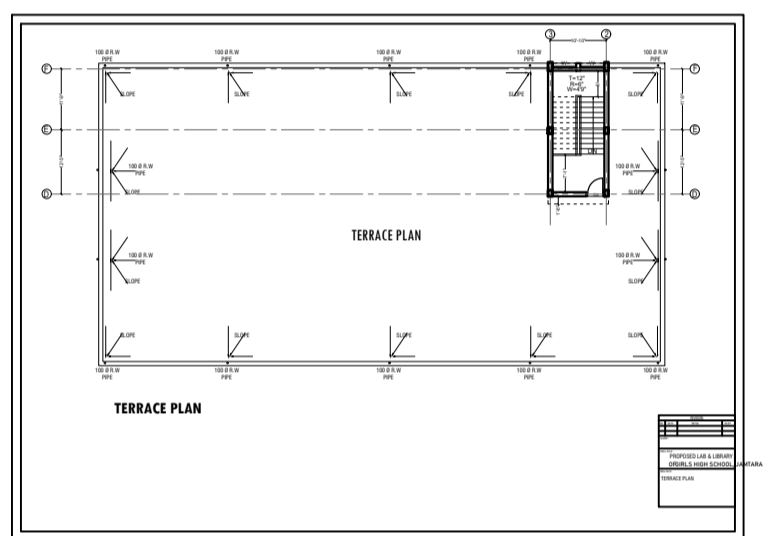 3
2
100 Ø R.W
PIPE
100 Ø R.W
PIPE
100 Ø R.W
PIPE
100 Ø R.W
PIPE
F
F
T=12"
R=6"
W=4'9"
SLOPE
SLOPE
SLOPE
SLOPE
SLOPE
E
E
DN
100 Ø R.W
PIPE
100 Ø R.W
PIPE
SLOPE
SLOPE
D
D
TERRACE PLAN
100 Ø R.W
PIPE
100 Ø R.W
PIPE
SLOPE
SLOPE
SLOPE
SLOPE
SLOPE
SLOPE
SLOPE
100 Ø R.W
PIPE
100 Ø R.W
PIPE
100 Ø R.W
PIPE
100 Ø R.W
PIPE
100 Ø R.W
PIPE
TERRACE PLAN
PROPOSED LAB & LIBRARY
OFGIRLS HIGH SCHOOL, JAMTARA
TERRACE PLAN